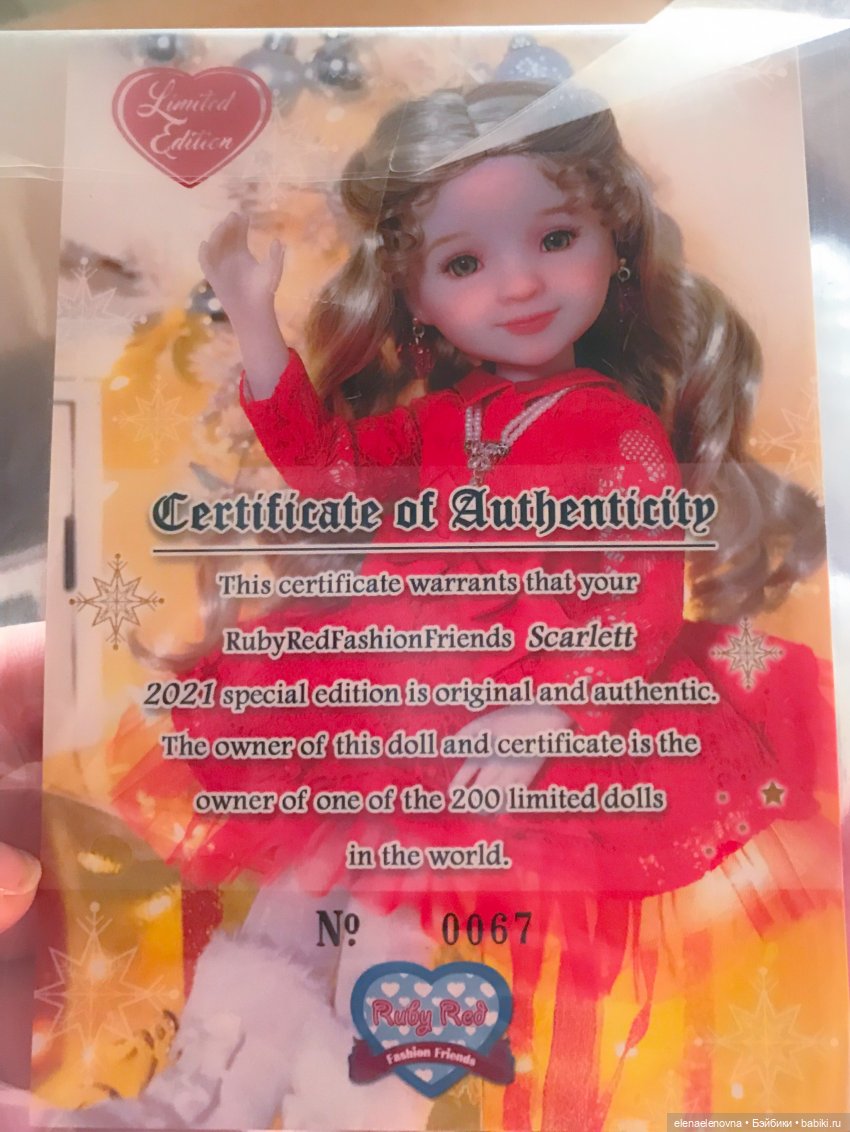 Limited
Edition
Certificate of Authenticity
This certificate warrants that your
RubyRedFashionFriends Scarlett
2021 special edition is original and authentic.
The owner of this doll and certificate is the
owner of one of the 200 limited dolls
in the world.
Nº 0067
Ruby Red
Fashion Friends
elenaelenovna • Бэйбики • babiki.ru